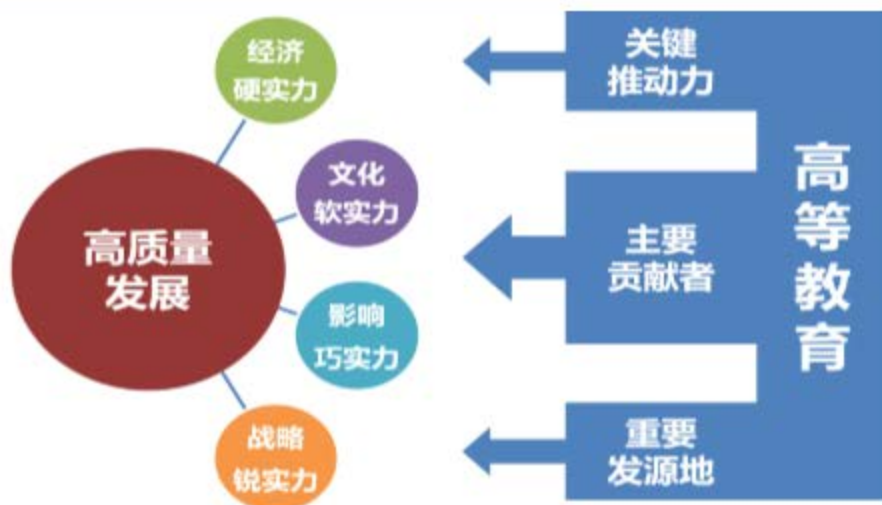 经济
硬实力
文化
软实力
高质量
发展
影响
巧实力
战略
锐实力
关键
推动力
主要
贡献者
重要
发源地
高等教育